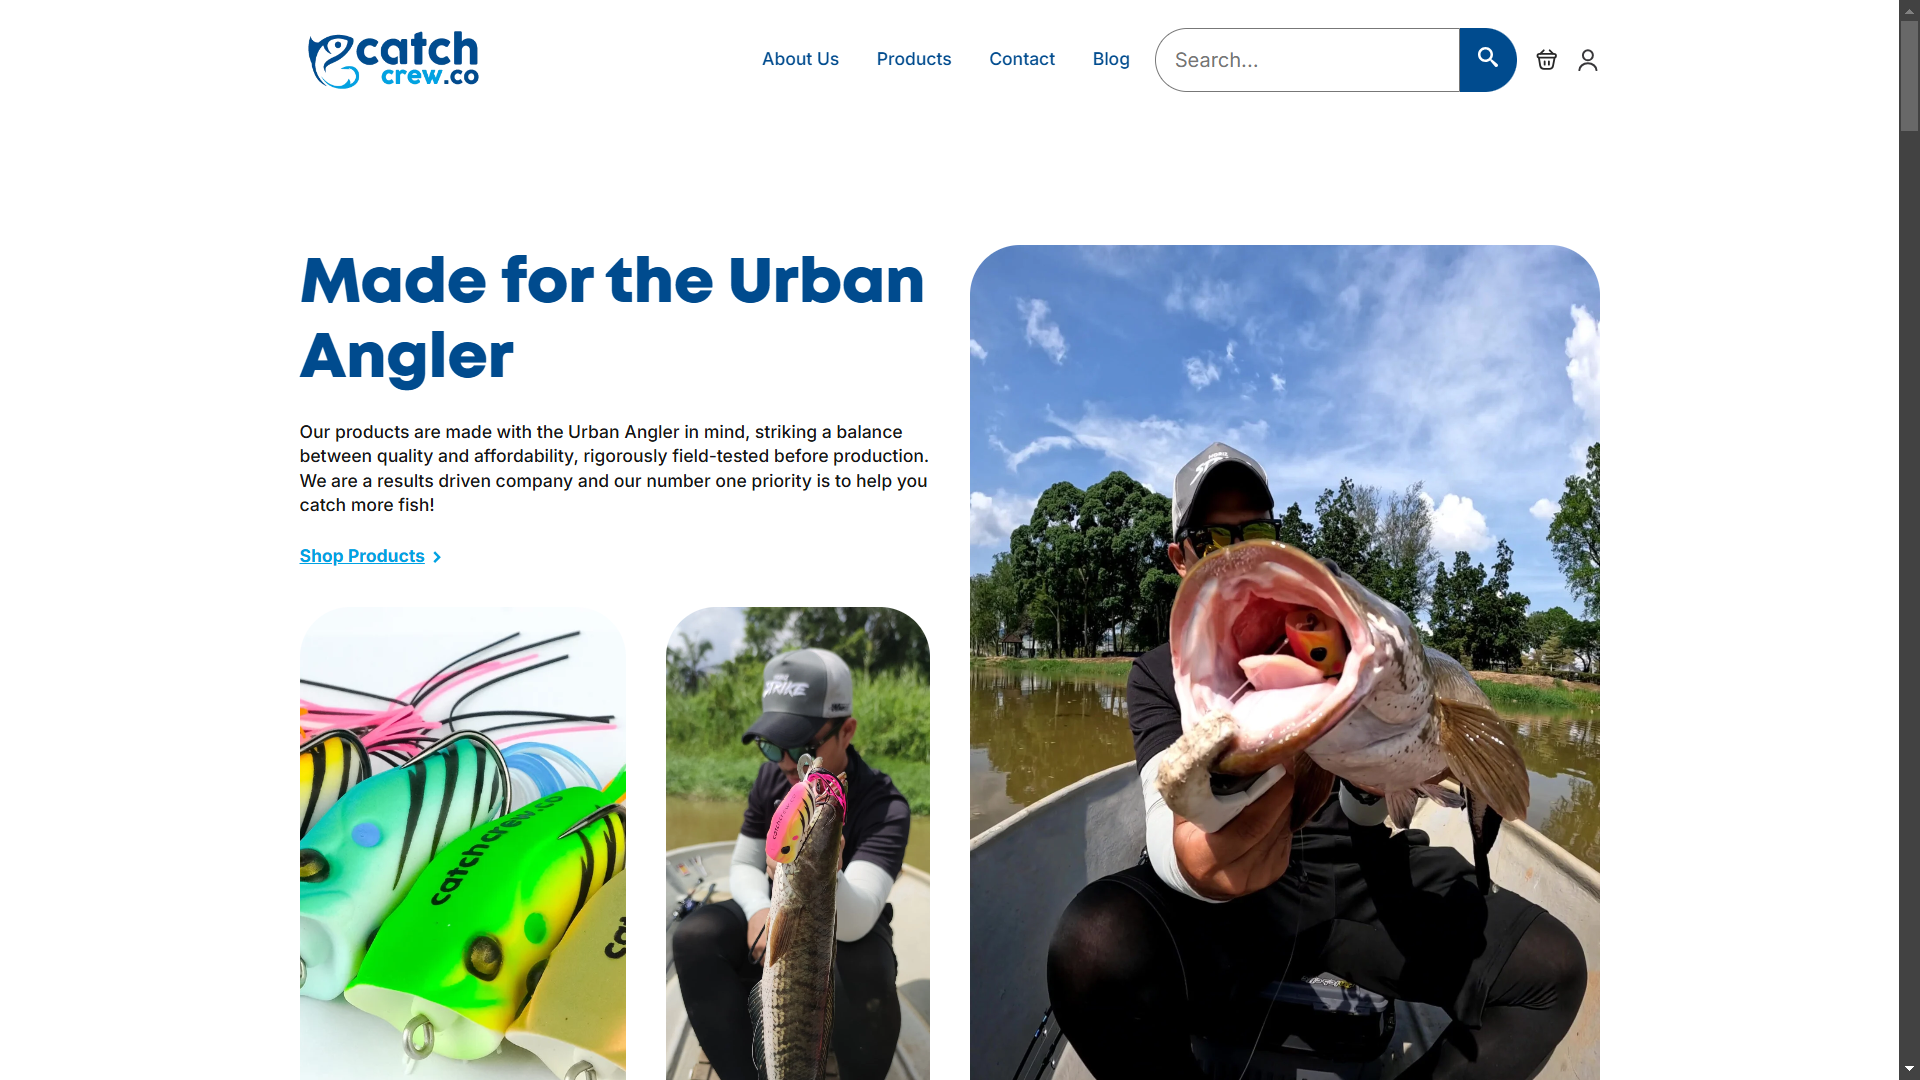 catch
crew.co
About Us
Products
Contact
Blog
Search...
Made for the Urban
Angler
Our products are made with the Urban Angler in mind, striking a balance
between quality and affordability, rigorously field-tested before production.
We are a results driven company and our number one priority is to help you
catch more fish!
Shop Products
STRIKE
catchcrew.co